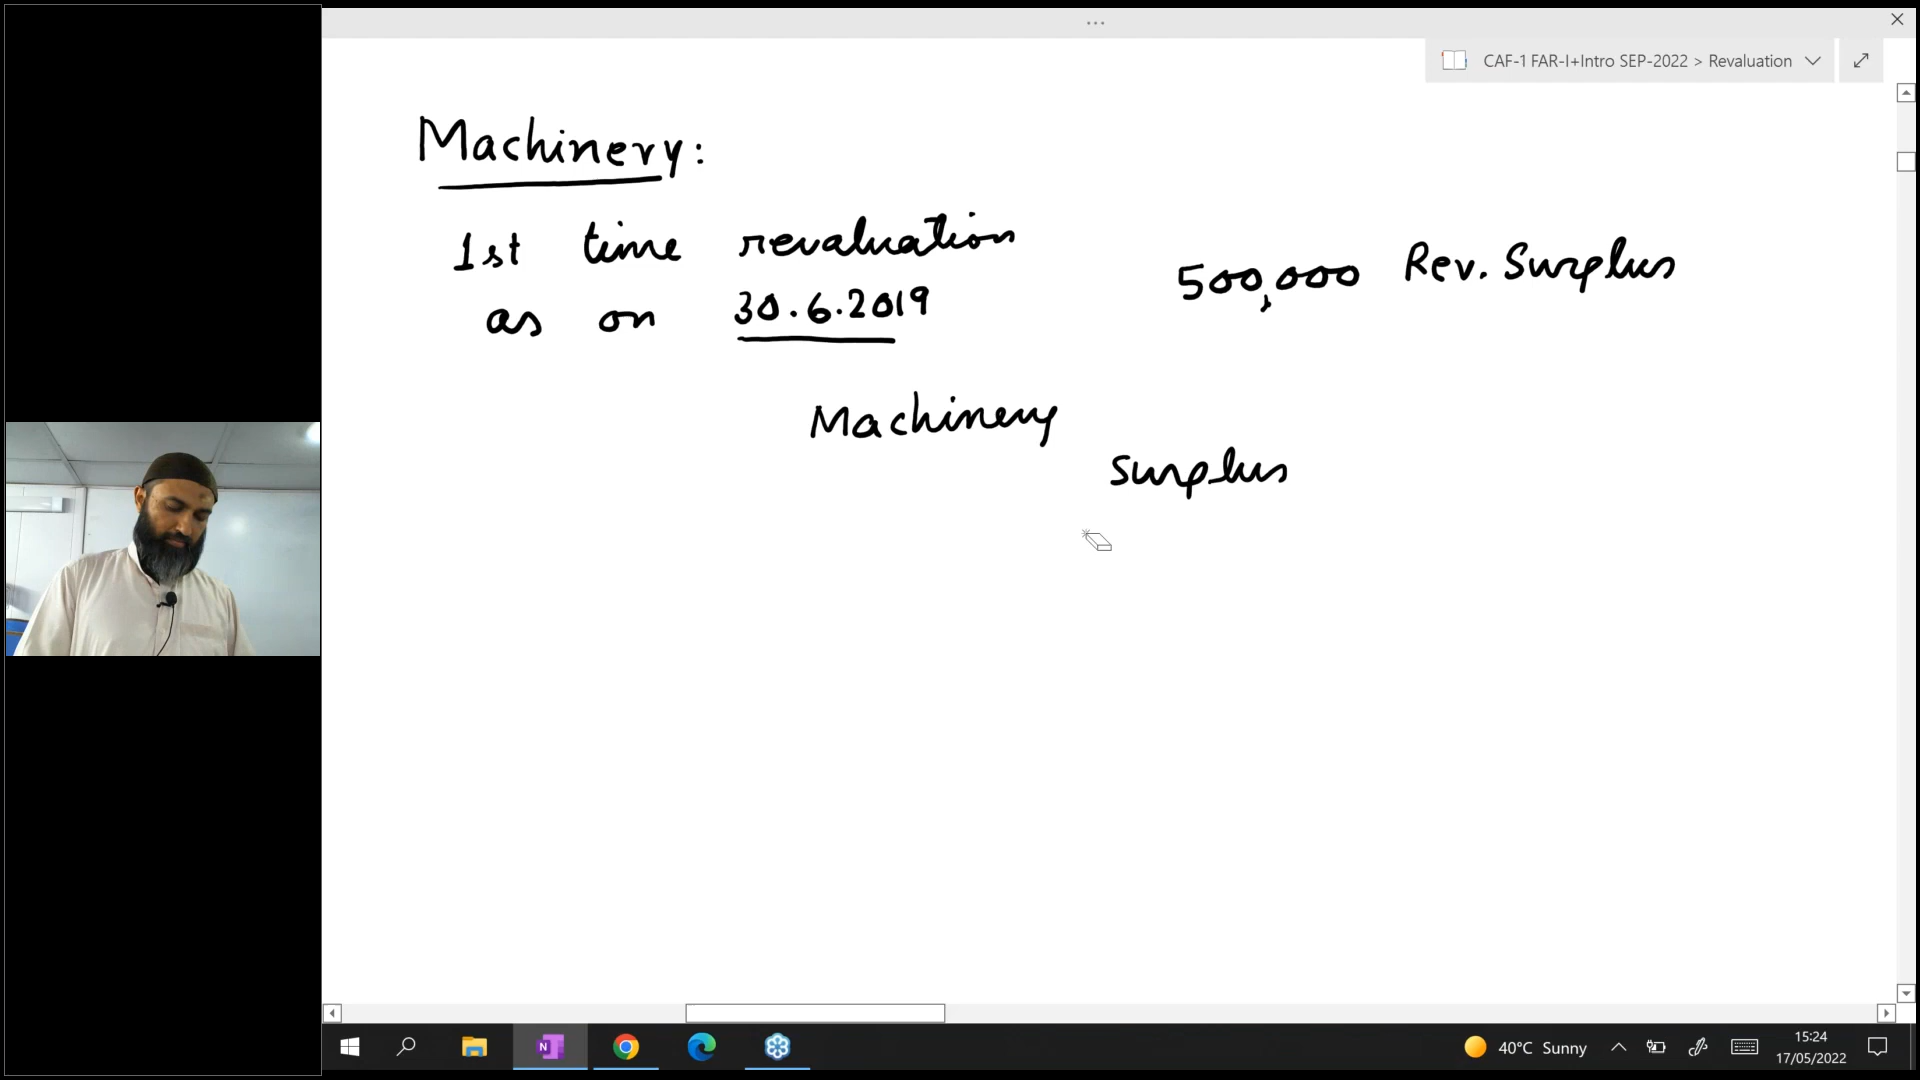 CAF-1 FAR-I+Intro SEP-2022 > Revaluation
Machinery:
1st time revaluation
as on 30.6.2019
500,000 Rev. Surplus
Machinery
Surplus
40°C Sunny
15:24
17/05/2022